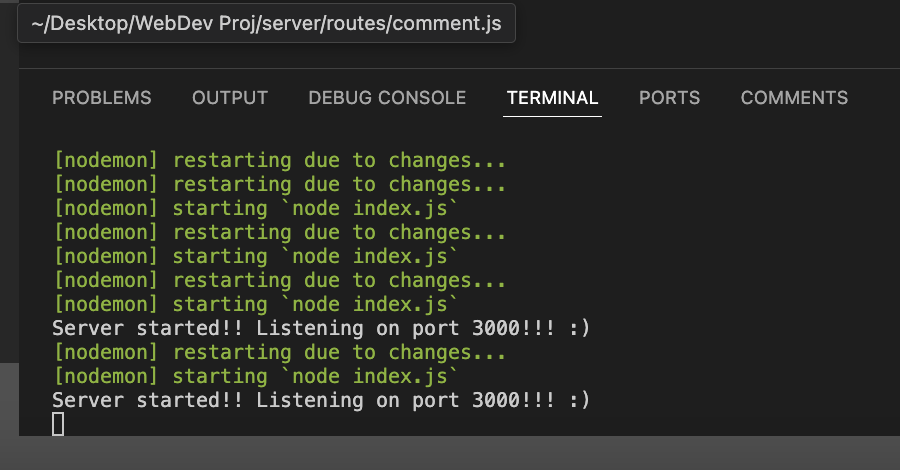 ~/Desktop/WebDev Proj/server/routes/comment.js
PROBLEMS OUTPUT DEBUG CONSOLE TERMINAL PORTS COMMENTS
[nodemon] restarting due to changes...
[nodemon] restarting due to changes...
[nodemon] starting `node index.js`
[nodemon] restarting due to changes...
[nodemon] starting `node index.js`
[nodemon] restarting due to changes...
[nodemon] starting `node index.js`
Server started!! Listening on port 3000!!! :)
[nodemon] restarting due to changes...
[nodemon] starting `node index.js`
Server started!! Listening on port 3000!!! :)